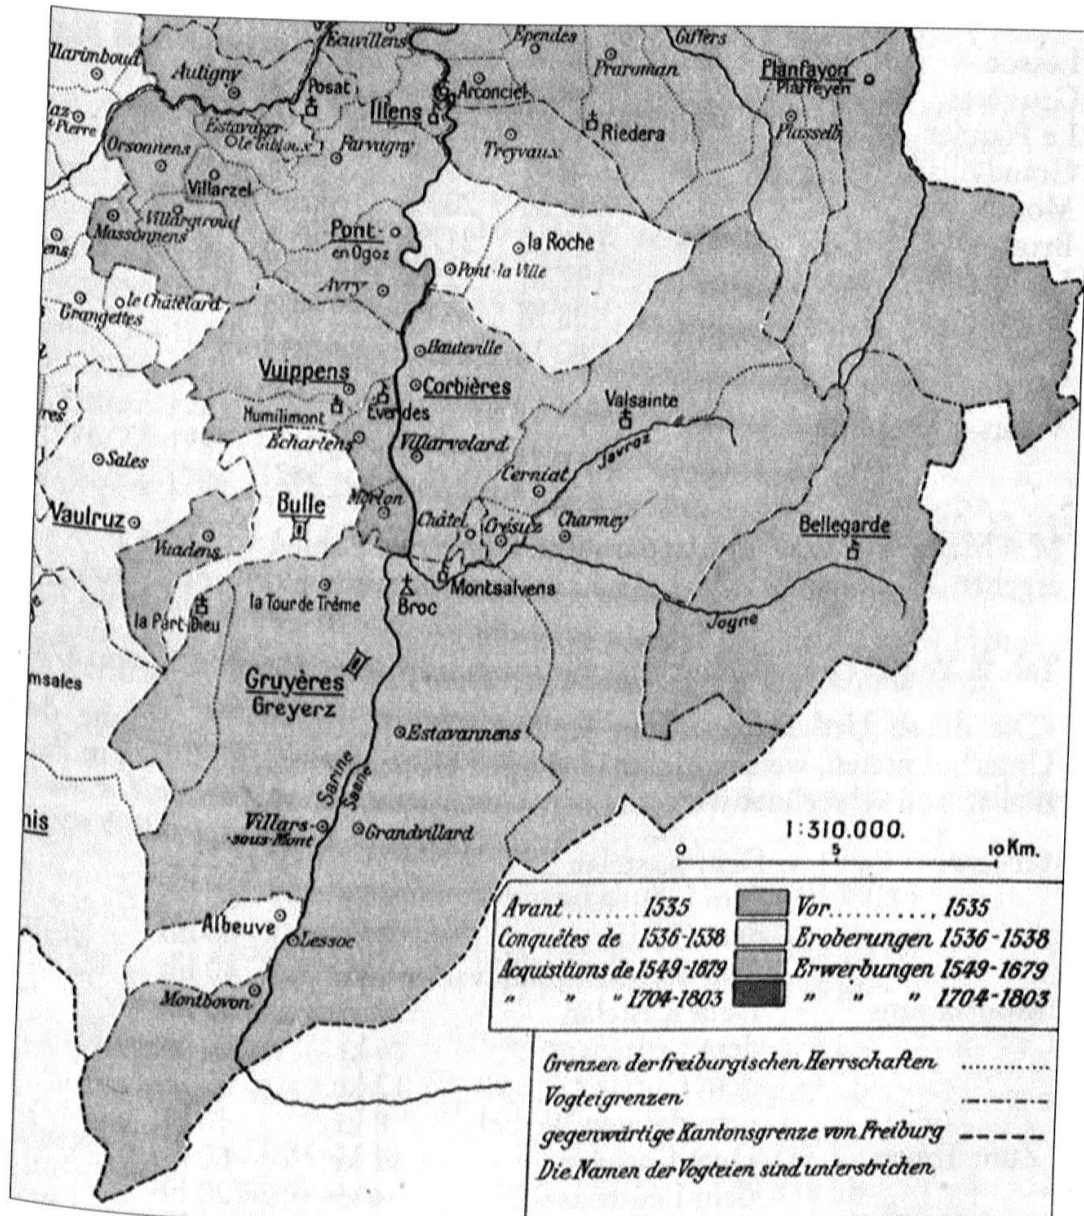 Ecuvillens
Ependes
Giffers
Villarimboud
Autigny
Posat
Illens
Arconciel
Praroman
Planfayon
Plaffeyen
Orsonnens
Estavayer-
le Gibloux
Farvagny
Treyvaux
Riedera
Plasselb
Villarzel
Villargiroud
Massonnens
Pont-
en Ogoz
la Roche
Pont-la Ville
Avry
Grangettes
le Châtelard
Hauteville
Vuippens
Corbières
Humilimont
Everdes
Valsainte
Javroz
Echarlens
Villarvolard
Sales
Cerniat
Bulle
Morlon
Vaulruz
Châtel
Crésuz
Charmey
Bellegarde
Vuadens
Montsalvens
la Tour de Trême
Broc
la Part-Dieu
Jogne
msales
Gruyères
Greyerz
Estavannens
Sarine
Saane
Villars-
sous-Mont
Grandvillard
nis
Albeuve
Lessoc
Montbovon
1:310.000.
0 5 10 Km.
Avant ...... 1535 Vor ........, 1535
Conquêtes de 1536-1538 Eroberungen 1536-1538
Acquisitions de 1549-1879 Erwerbungen 1549-1679
" " " 1704-1803 " " " 1704-1803
Grenzen der freiburgischen Herrschaften
Vogteigrenzen
gegenwärtige Kantonsgrenze von Freiburg
Die Namen der Vogteien sind unterstrichen